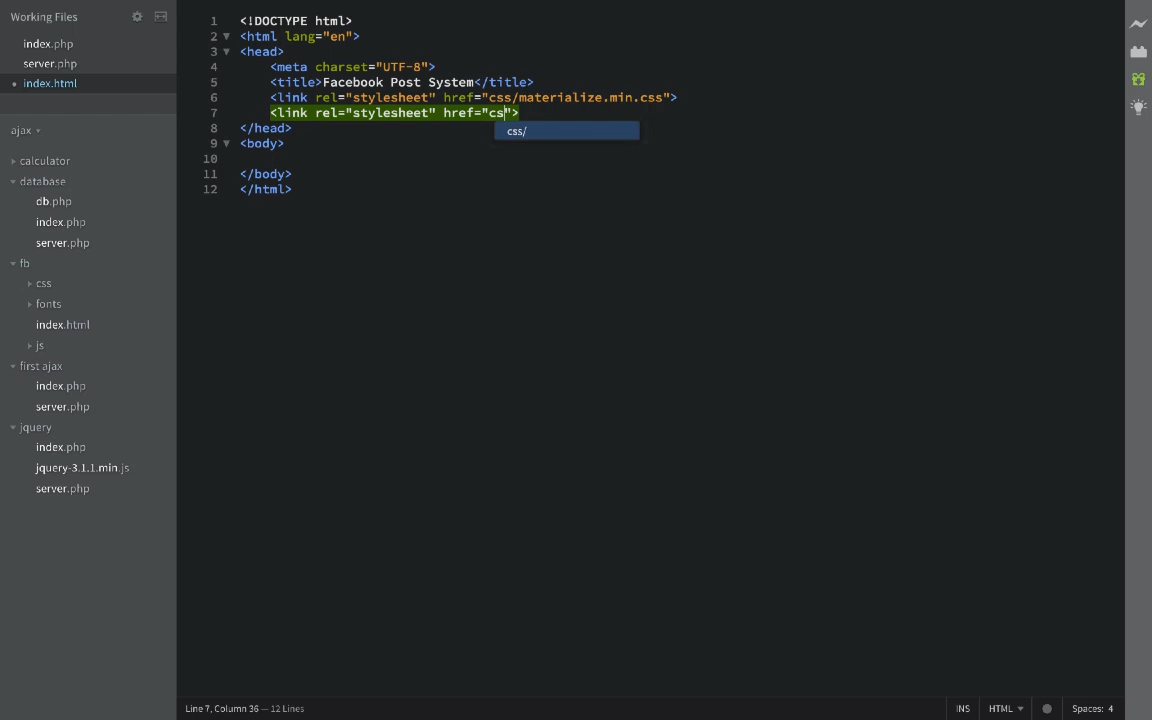 Working Files
index.php
server.php
index.html
ajax
calculator
database
db.php
index.php
server.php
fb
css
fonts
index.html
js
first ajax
index.php
server.php
jquery
index.php
jquery-3.1.1.min.js
server.php
1 <!DOCTYPE html>
2 <html lang="en">
3 <head>
4 <meta charset="UTF-8">
5 <title>Facebook Post System</title>
6 <link rel="stylesheet" href="css/materialize.min.css">
7 <link rel="stylesheet" href="cs">
css/
8 </head>
9 <body>
10
11 </body>
12 </html>
Line 7, Column 36 — 12 Lines
INS
HTML
Spaces: 4